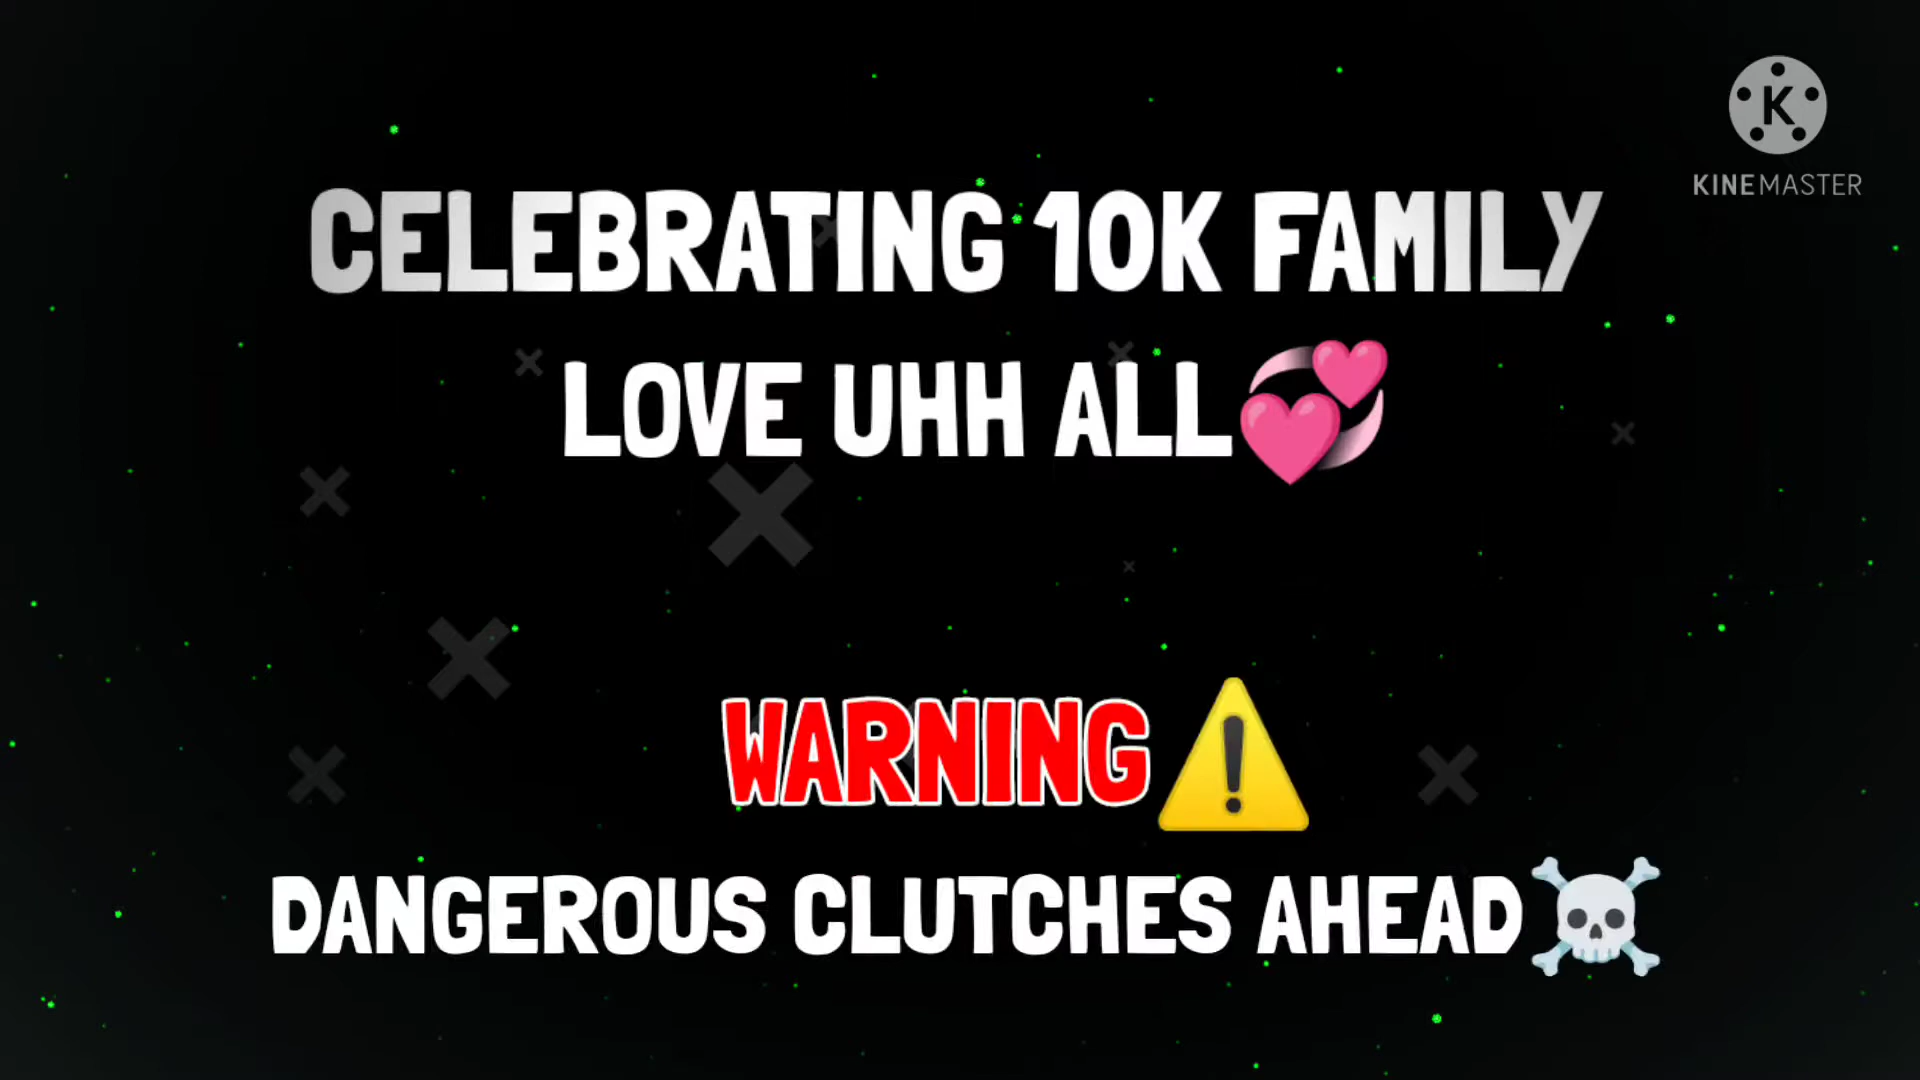 K
KINEMASTER
CELEBRATING 10K FAMILY
LOVE UHH ALL💞
WARNING⚠️
DANGEROUS CLUTCHES AHEAD☠️